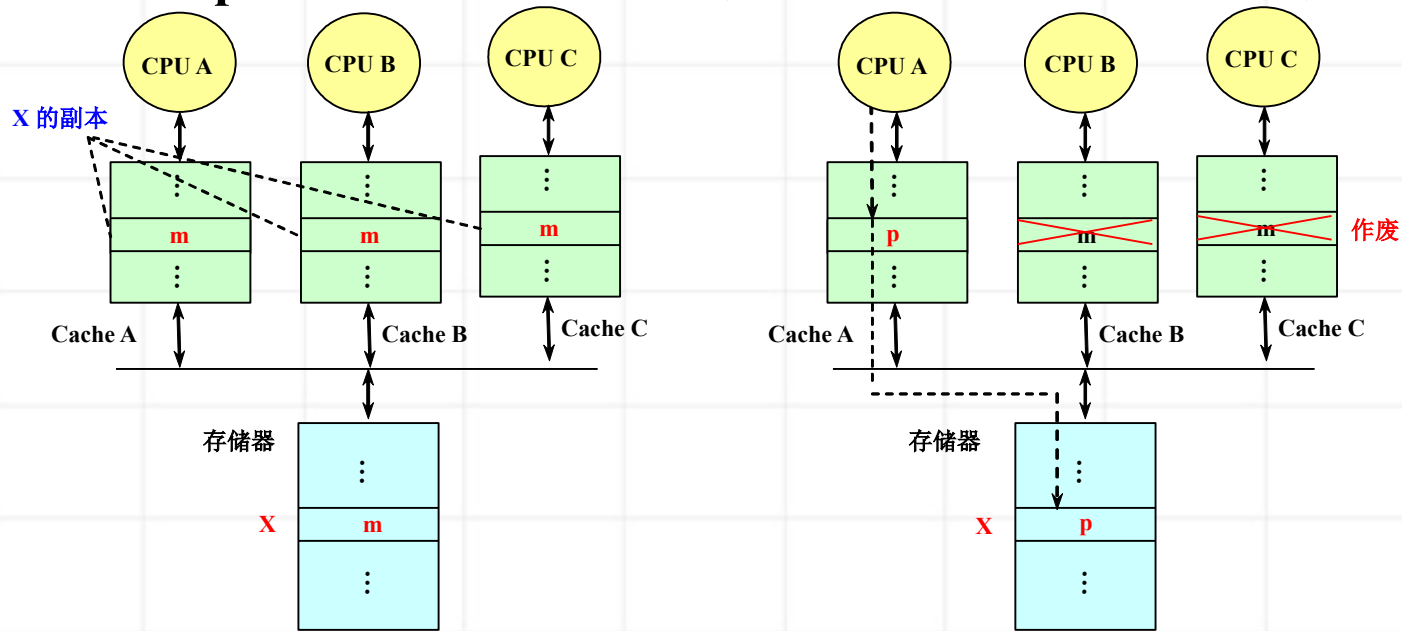 p
CPU A
CPU B
CPU C
X 的副本
⋮
⋮
⋮
m
m
m
⋮
⋮
⋮
Cache A
Cache B
Cache C
存储器
⋮
X
m
⋮
CPU A
CPU B
CPU C
⋮
⋮
⋮
p
m
m
作废
⋮
⋮
⋮
Cache A
Cache B
Cache C
存储器
⋮
X
p
⋮